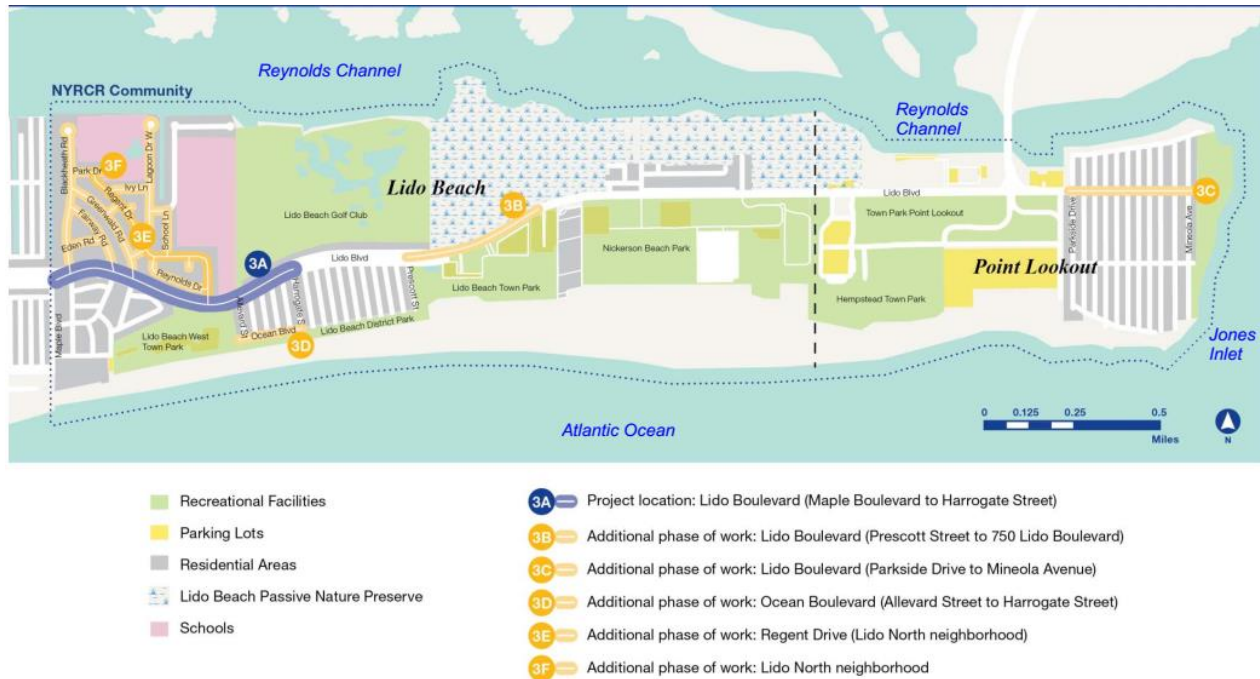 Reynolds Channel
NYRCR Community
Reynolds
Channel
3F
Blackheath Rd
Park Dr
Lagoon Dr W
Ivy Ln
Regent Dr
Greenwald Rd
Fairway Rd
Eden Rd
3E
School Ln
Reynolds Dr
Lido Beach
Lido Beach Golf Club
3B
Lido Blvd
3C
Town Park Point Lookout
Parkside Drive
Mineola Ave
3A
Lido Blvd
Nickerson Beach Park
Point Lookout
Prescott St
Lido Beach Town Park
Hempstead Town Park
Maple Blvd
Allevard St
Harrogate S
Ocean Blvd
Lido Beach District Park
Lido Beach West
Town Park
3D
Jones
Inlet
Atlantic Ocean
0 0.125 0.25 0.5
Miles
N
Recreational Facilities
Parking Lots
Residential Areas
Lido Beach Passive Nature Preserve
Schools
3A Project location: Lido Boulevard (Maple Boulevard to Harrogate Street)
3B Additional phase of work: Lido Boulevard (Prescott Street to 750 Lido Boulevard)
3C Additional phase of work: Lido Boulevard (Parkside Drive to Mineola Avenue)
3D Additional phase of work: Ocean Boulevard (Allevard Street to Harrogate Street)
3E Additional phase of work: Regent Drive (Lido North neighborhood)
3F Additional phase of work: Lido North neighborhood